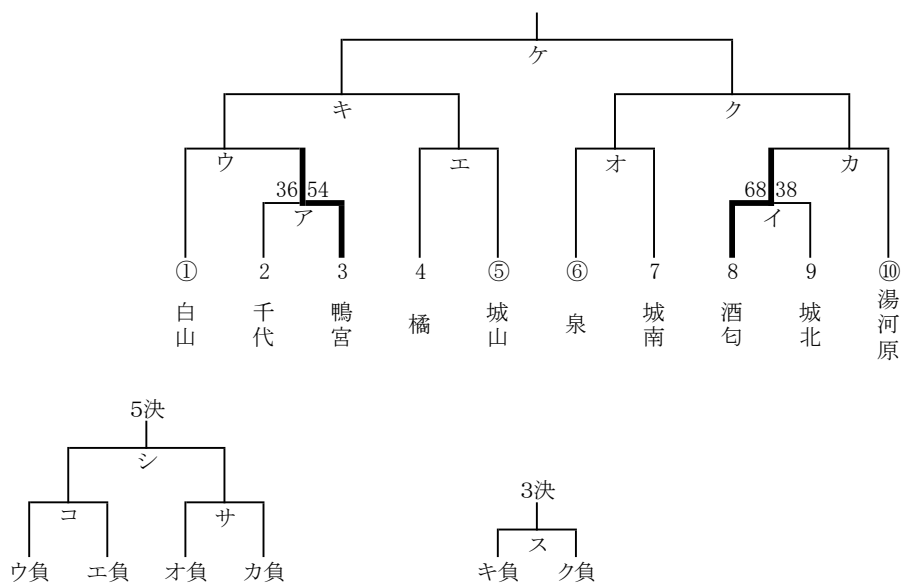 ケ
キ ク
ウ エ オ カ
36 54 68 38
ア イ
① 2 3 4 ⑤ ⑥ 7 8 9 ⑩
白山 千代 鴨宮 橘 城山 泉 城南 酒匂 城北 湯河原
5決
シ
3決
コ サ
ス
ウ負 エ負 オ負 カ負 キ負 ク負